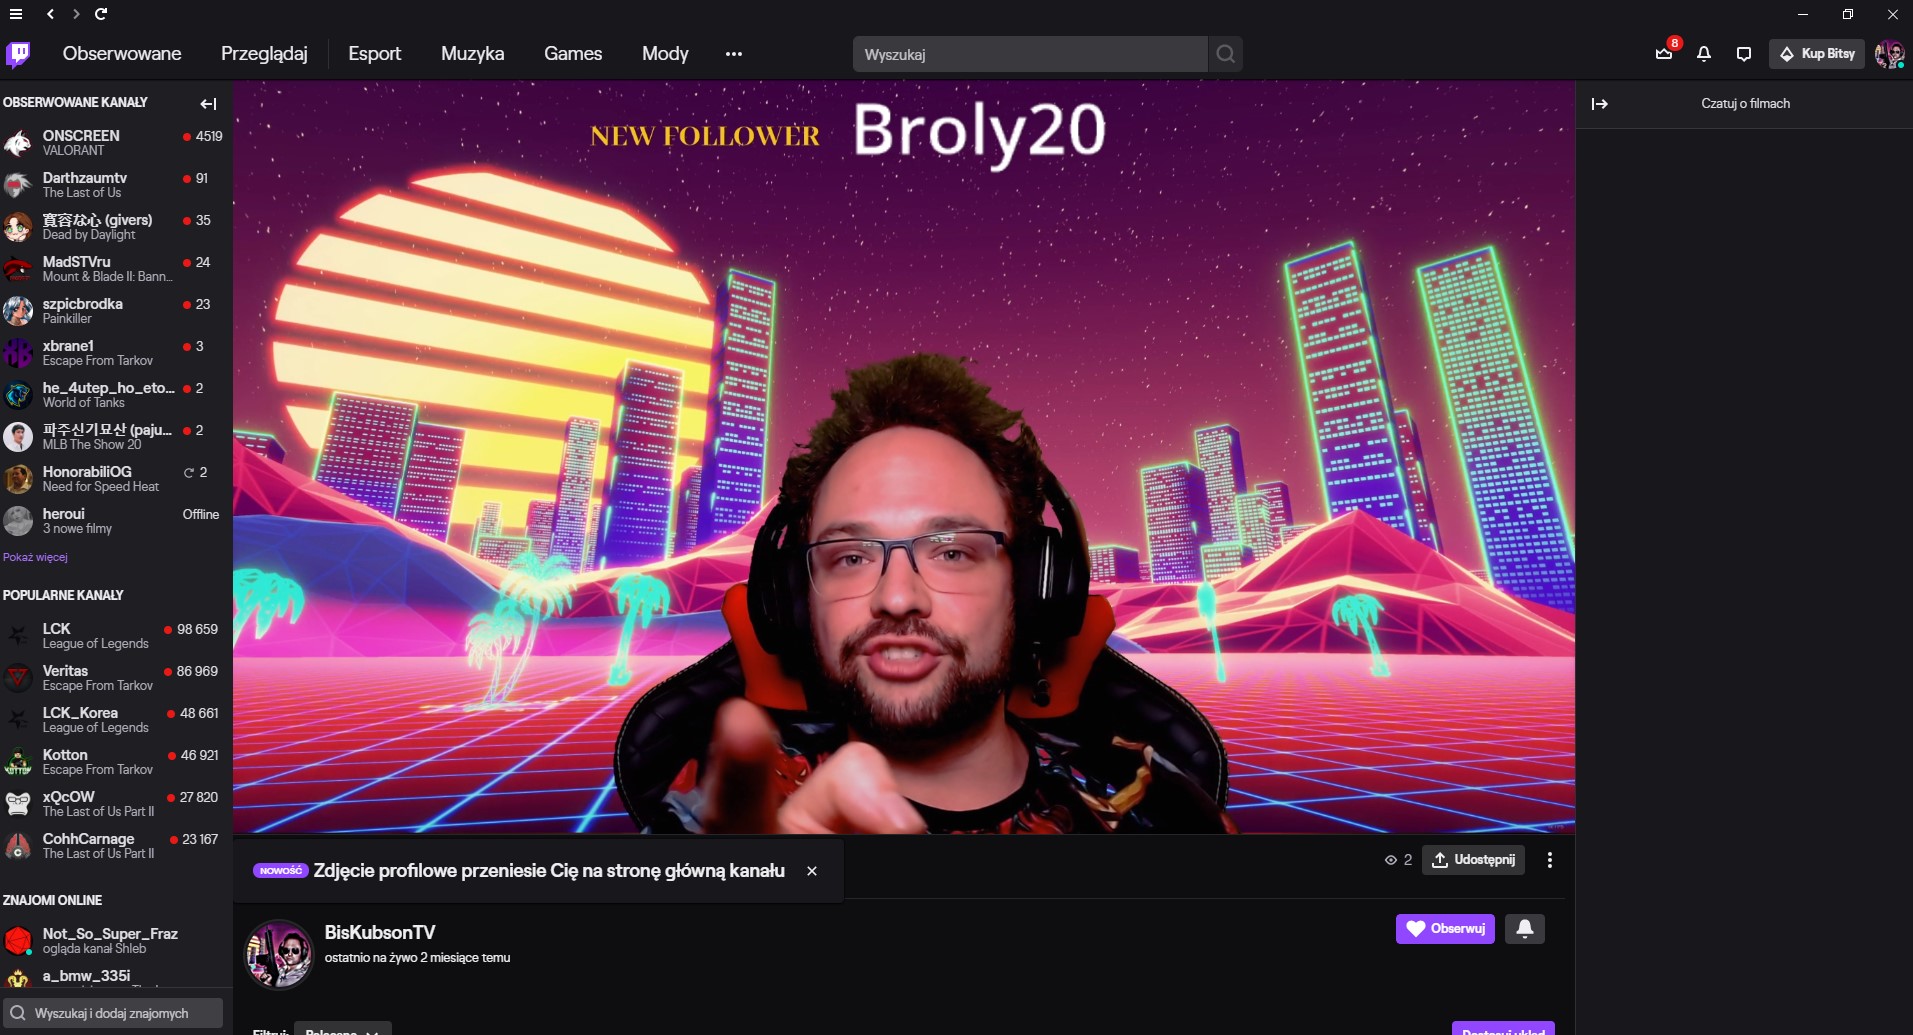 Obserwowane
Przeglądaj
Esport
Muzyka
Games
Mody
Wyszukaj
8
Kup Bitsy
OBSERWOWANE KANAŁY
ONSCREEN
4519
VALORANT
Darthzaumtv
91
The Last of Us
寛容な心 (givers)
35
Dead by Daylight
MadSTVru
24
Mount & Blade II: Bann...
szpicbrodka
23
Painkiller
xbrane1
3
Escape From Tarkov
he_4utep_ho_eto...
2
World of Tanks
파주신기묘산 (paju...
2
MLB The Show 20
HonorabiliOG
2
Need for Speed Heat
heroui
Offline
3 nowe filmy
Pokaż więcej
POPULARNE KANAŁY
LCK
98 659
League of Legends
Veritas
86 969
Escape From Tarkov
LCK_Korea
48 661
League of Legends
Kotton
46 921
Escape From Tarkov
xQcOW
27 820
The Last of Us Part II
CohhCarnage
23 167
The Last of Us Part II
ZNAJOMI ONLINE
Not_So_Super_Fraz
ogląda kanał Shleb
a_bmw_335i
Wyszukaj i dodaj znajomych
NEW FOLLOWER
Broly20
NOWOŚĆ Zdjęcie profilowe przeniesie Cię na stronę główną kanału
2
Udostępnij
BisKubsonTV
ostatnio na żywo 2 miesiące temu
Obserwuj
Czatuj o filmach